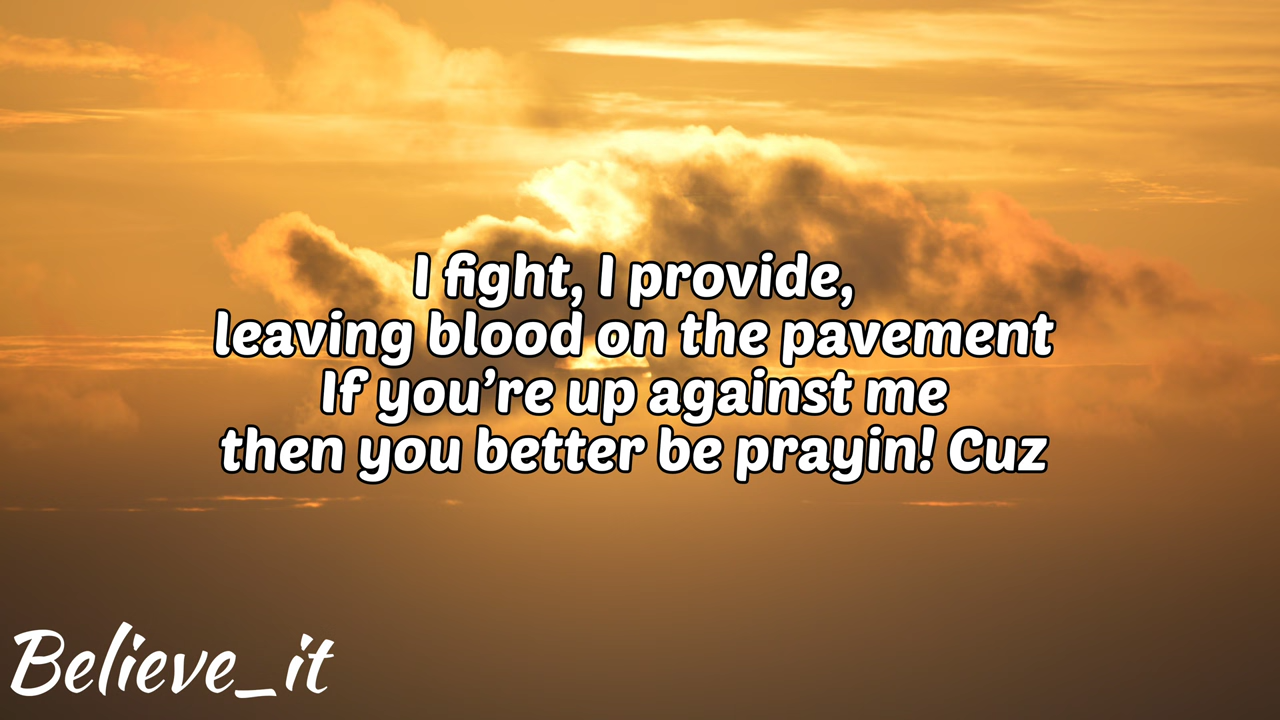 I fight, I provide,
leaving blood on the pavement
If you’re up against me
then you better be prayin! Cuz
Believe_it